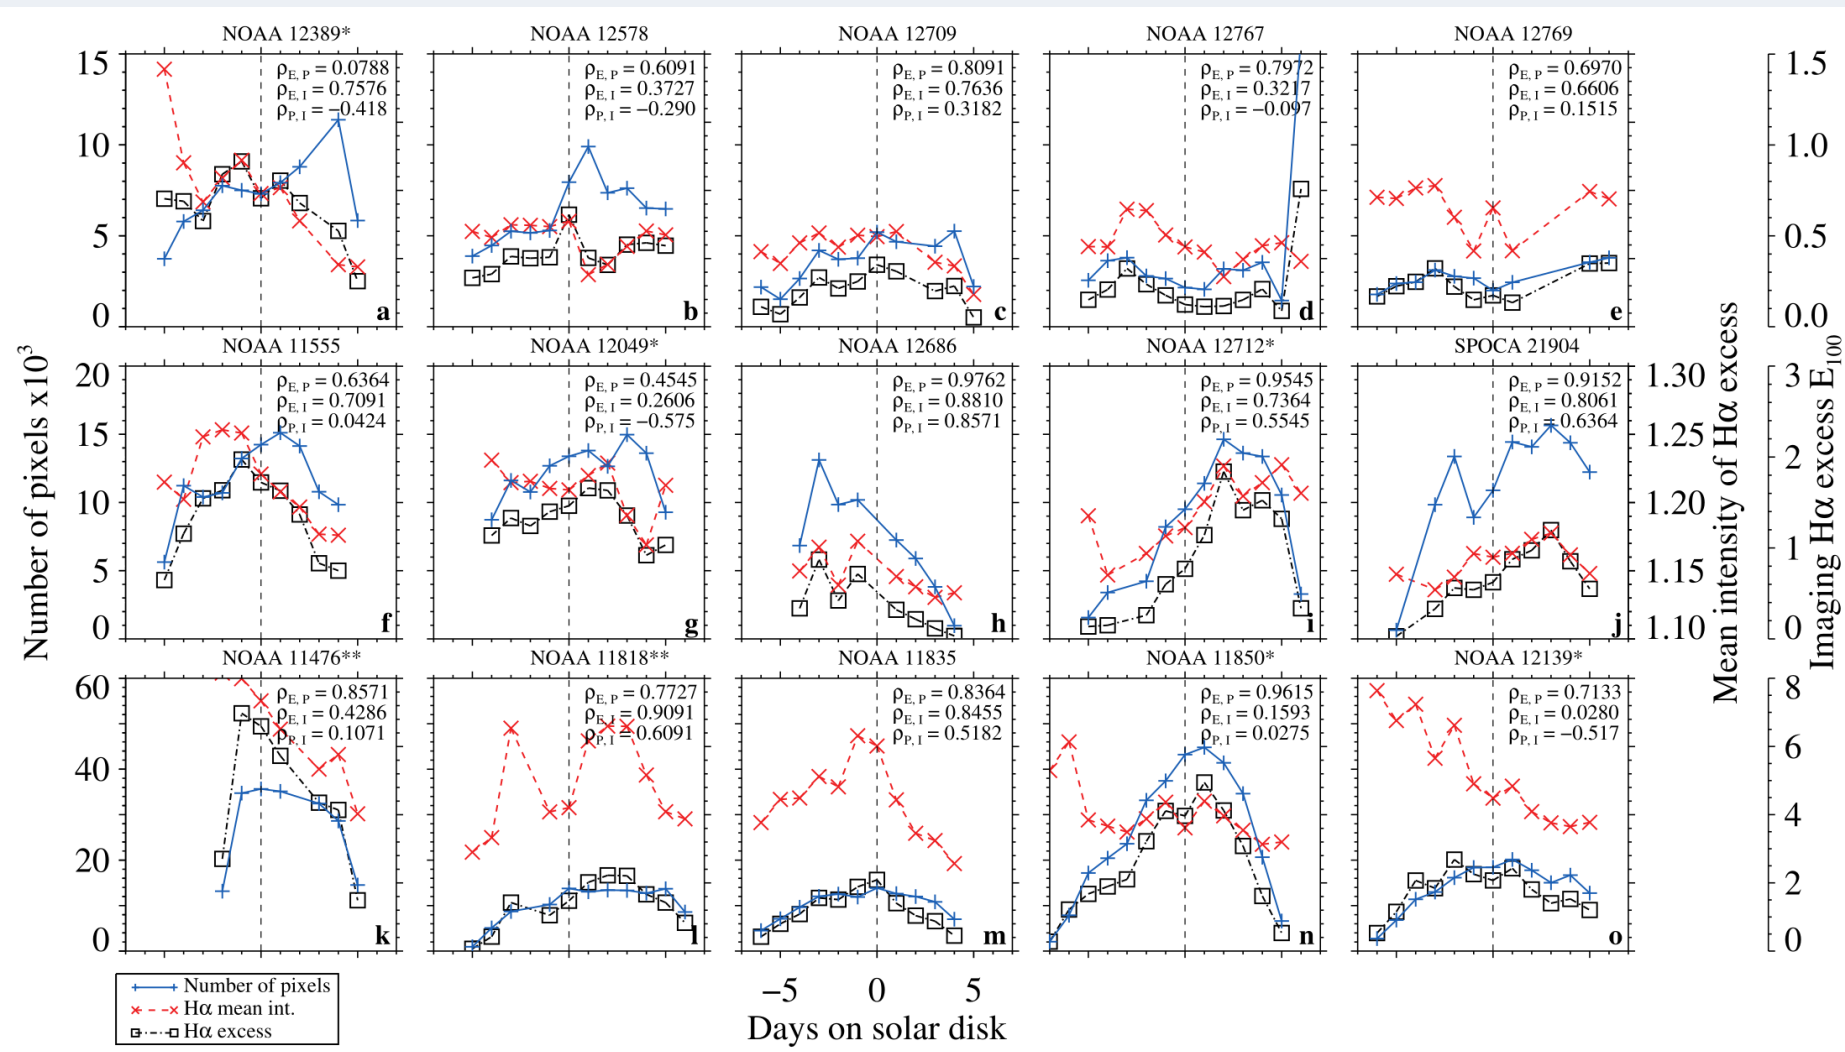 NOAA 12389* NOAA 12578 NOAA 12709 NOAA 12767 NOAA 12769
15 10 5 0
ρE, P = 0.0788
ρE, I = 0.7576
ρP, I = −0.418
a
ρE, P = 0.6091
ρE, I = 0.3727
ρP, I = −0.290
b
ρE, P = 0.8091
ρE, I = 0.7636
ρP, I = 0.3182
c
ρE, P = 0.7972
ρE, I = 0.3217
ρP, I = −0.097
d
ρE, P = 0.6970
ρE, I = 0.6606
ρP, I = 0.1515
e
1.5 1.0 0.5 0.0
NOAA 11555 NOAA 12049* NOAA 12686 NOAA 12712* SPOCA 21904
20 15 10 5 0
ρE, P = 0.6364
ρE, I = 0.7091
ρP, I = 0.0424
f
ρE, P = 0.4545
ρE, I = 0.2606
ρP, I = −0.575
g
ρE, P = 0.9762
ρE, I = 0.8810
ρP, I = 0.8571
h
ρE, P = 0.9545
ρE, I = 0.7364
ρP, I = 0.5545
i
ρE, P = 0.9152
ρE, I = 0.8061
ρP, I = 0.6364
j
1.30 1.25 1.20 1.15 1.10
3 2 1 0
NOAA 11476** NOAA 11818** NOAA 11835 NOAA 11850* NOAA 12139*
60 40 20 0
ρE, P = 0.8571
ρE, I = 0.4286
ρP, I = 0.1071
k
ρE, P = 0.7727
ρE, I = 0.9091
ρP, I = 0.6091
l
ρE, P = 0.8364
ρE, I = 0.8455
ρP, I = 0.5182
m
ρE, P = 0.9615
ρE, I = 0.1593
ρP, I = 0.0275
n
ρE, P = 0.7133
ρE, I = 0.0280
ρP, I = −0.517
o
8 6 4 2 0
Number of pixels x10³
Mean intensity of Hα excess
Imaging Hα excess E100
−5 0 5
Days on solar disk
Number of pixels
Hα mean int.
Hα excess